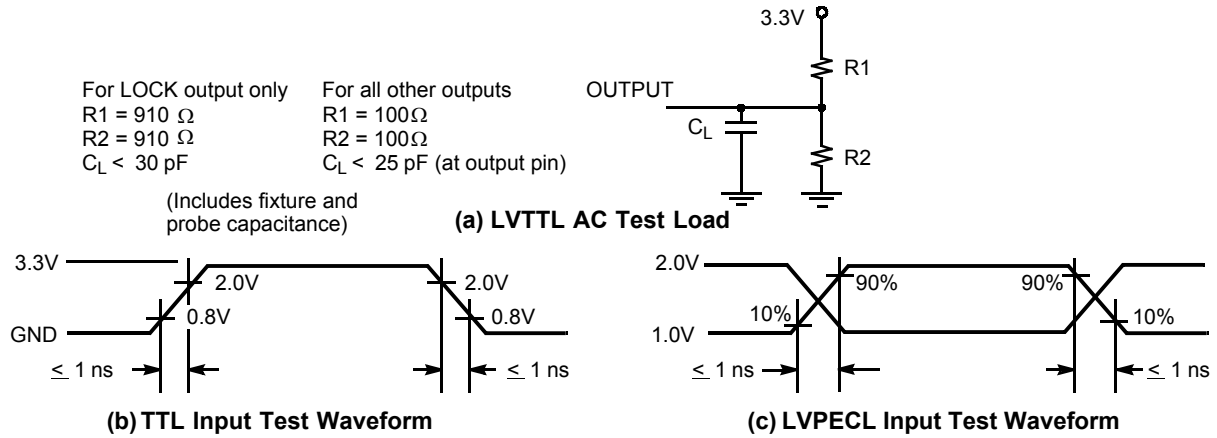 3.3V
R1
For LOCK output only
R1 = 910 Ω
R2 = 910 Ω
C_L < 30 pF
For all other outputs
R1 = 100Ω
R2 = 100Ω
C_L < 25 pF (at output pin)
(Includes fixture and
probe capacitance)
OUTPUT
C_L
R2
(a) LVTTL AC Test Load
3.3V
2.0V
2.0V
0.8V
0.8V
GND
≤ 1 ns
≤ 1 ns
(b) TTL Input Test Waveform
2.0V
90%
90%
10%
10%
1.0V
≤ 1 ns
≤ 1 ns
(c) LVPECL Input Test Waveform